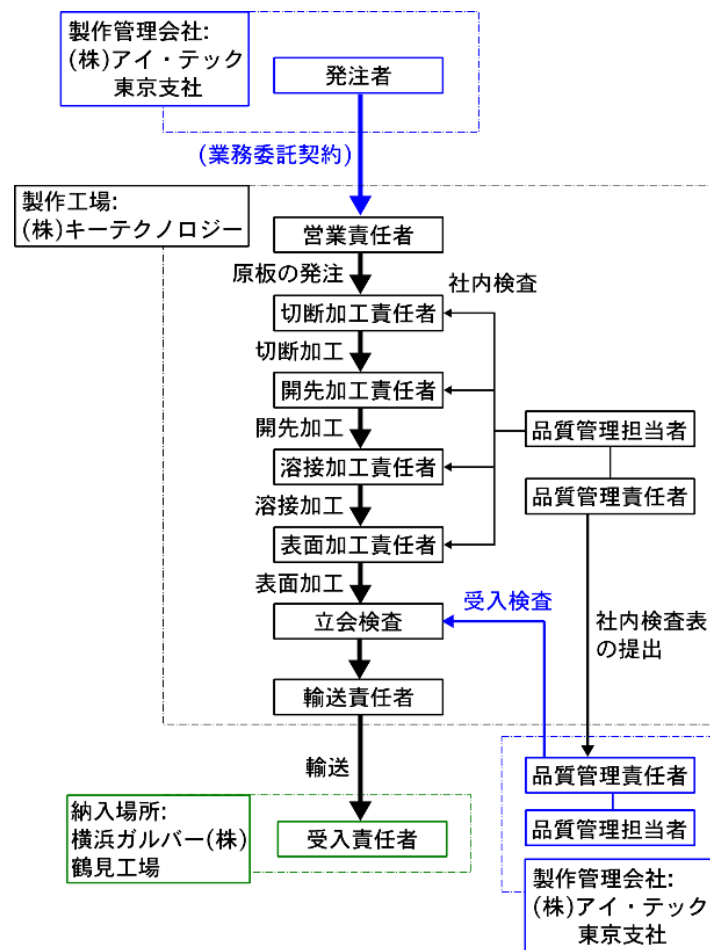 製作管理会社:
(株)アイ・テック
東京支社
発注者
(業務委託契約)
製作工場:
(株)キーテクノロジー
営業責任者
原板の発注
社内検査
切断加工責任者
切断加工
開先加工責任者
開先加工
品質管理担当者
溶接加工責任者
品質管理責任者
溶接加工
表面加工責任者
表面加工
受入検査
立会検査
社内検査表
の提出
輸送責任者
輸送
品質管理責任者
納入場所:
横浜ガルバー(株)
鶴見工場
受入責任者
品質管理担当者
製作管理会社:
(株)アイ・テック
東京支社